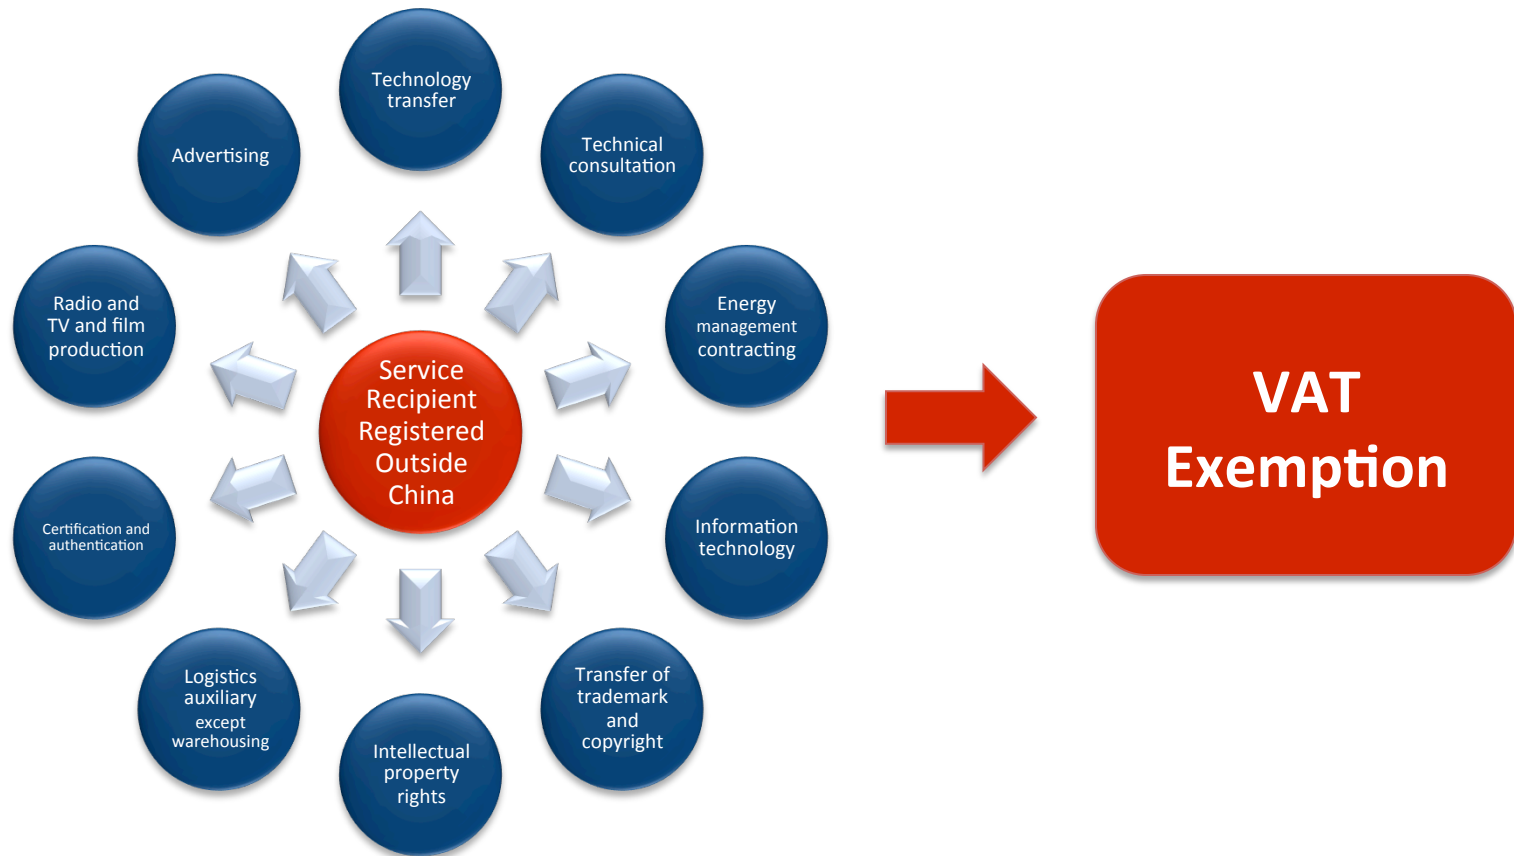 Technology
transfer
Technical
consultation
Energy
management
contracting
Information
technology
Transfer of
trademark
and
copyright
Intellectual
property
rights
Logistics
auxiliary
except
warehousing
Certification and
authentication
Radio and
TV and film
production
Advertising
Service
Recipient
Registered
Outside
China
VAT
Exemption